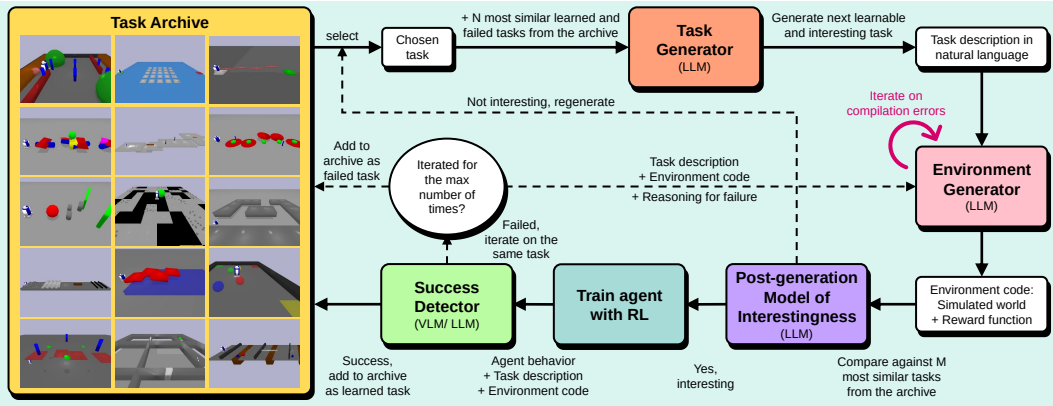 Task Archive
select
Chosen
task
+ N most similar learned and
failed tasks from the archive
Task
Generator
(LLM)
Generate next learnable
and interesting task
Task description in
natural language
Not interesting, regenerate
Iterate on
compilation errors
Add to
archive as
failed task
Iterated for
the max
number of
times?
Task description
+ Environment code
+ Reasoning for failure
Environment
Generator
(LLM)
Failed,
iterate on the
same task
Success
Detector
(VLM/ LLM)
Train agent
with RL
Post-generation
Model of
Interestingness
(LLM)
Environment code:
Simulated world
+ Reward function
Success,
add to archive
as learned task
Agent behavior
+ Task description
+ Environment code
Yes,
interesting
Compare against M
most similar tasks
from the archive